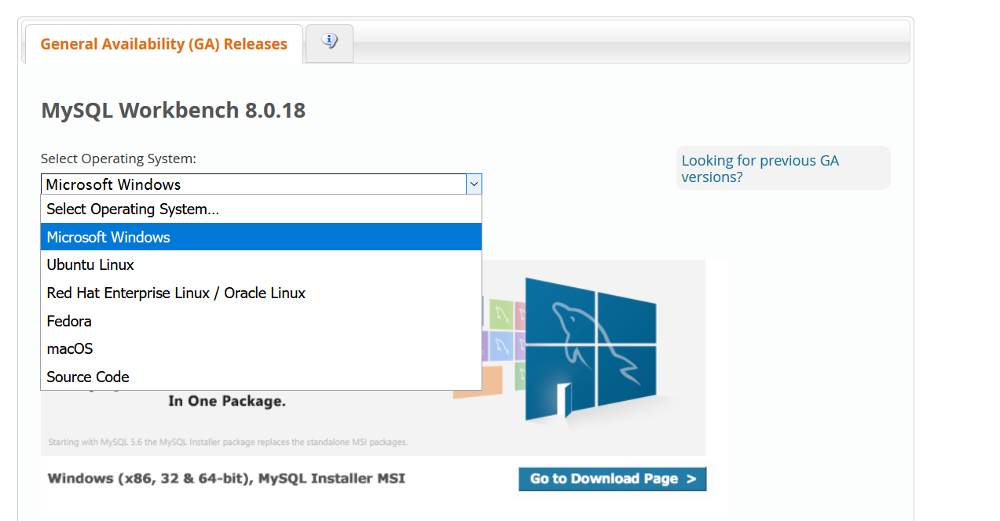 General Availability (GA) Releases
MySQL Workbench 8.0.18
Select Operating System:
Looking for previous GA
versions?
Microsoft Windows
Select Operating System...
Microsoft Windows
Ubuntu Linux
Red Hat Enterprise Linux / Oracle Linux
Fedora
macOS
Source Code
In One Package.
Starting with MySQL 5.6 the MySQL Installer package replaces the standalone MSI packages.
Windows (x86, 32 & 64-bit), MySQL Installer MSI
Go to Download Page >